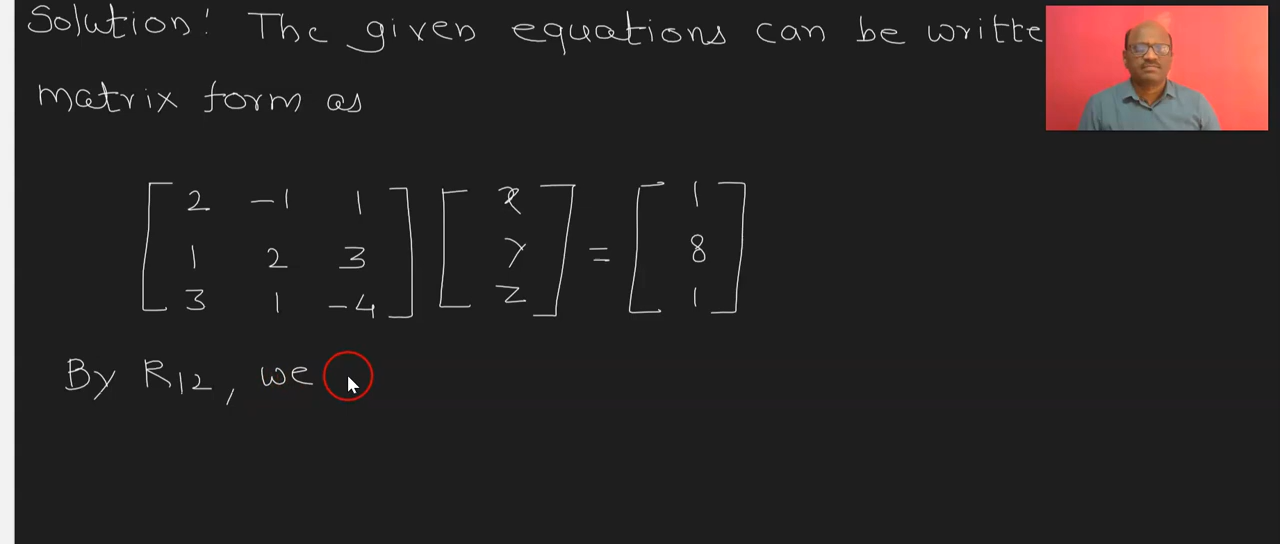 Solution: The given equations can be writte
matrix form as
[ 2 -1 1 ] [ x ] = [ 1 ]
[ 1 2 3 ] [ y ] = [ 8 ]
[ 3 1 -4 ] [ z ] = [ 1 ]
By R12, we